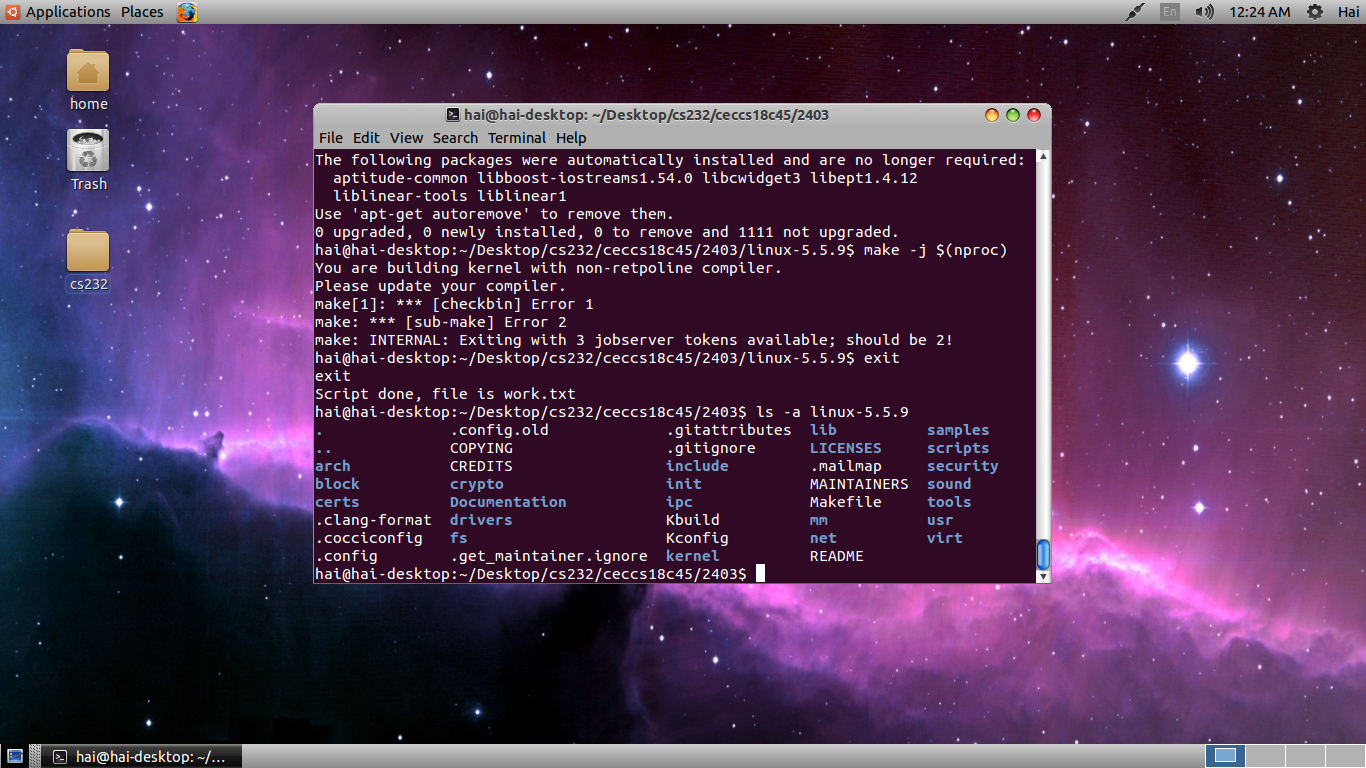 Applications Places En 12:24 AM Hai
home
Trash
cs232
hai@hai-desktop: ~/Desktop/cs232/ceccs18c45/2403
File Edit View Search Terminal Help
The following packages were automatically installed and are no longer required:
  aptitude-common libboost-iostreams1.54.0 libcwidget3 libept1.4.12
  liblinear-tools liblinear1
Use 'apt-get autoremove' to remove them.
0 upgraded, 0 newly installed, 0 to remove and 1111 not upgraded.
hai@hai-desktop:~/Desktop/cs232/ceccs18c45/2403/linux-5.5.9$ make -j $(nproc)
You are building kernel with non-retpoline compiler.
Please update your compiler.
make[1]: *** [checkbin] Error 1
make: *** [sub-make] Error 2
make: INTERNAL: Exiting with 3 jobserver tokens available; should be 2!
hai@hai-desktop:~/Desktop/cs232/ceccs18c45/2403/linux-5.5.9$ exit
exit
Script done, file is work.txt
hai@hai-desktop:~/Desktop/cs232/ceccs18c45/2403$ ls -a linux-5.5.9
.              .config.old            .gitattributes  lib          samples
..             COPYING                .gitignore      LICENSES     scripts
arch           CREDITS                include         .mailmap     security
block          crypto                 init            MAINTAINERS  sound
certs          Documentation          ipc             Makefile     tools
.clang-format  drivers                Kbuild          mm           usr
.cocciconfig   fs                     Kconfig         net          virt
.config        .get_maintainer.ignore kernel          README
hai@hai-desktop:~/Desktop/cs232/ceccs18c45/2403$
hai@hai-desktop: ~/...